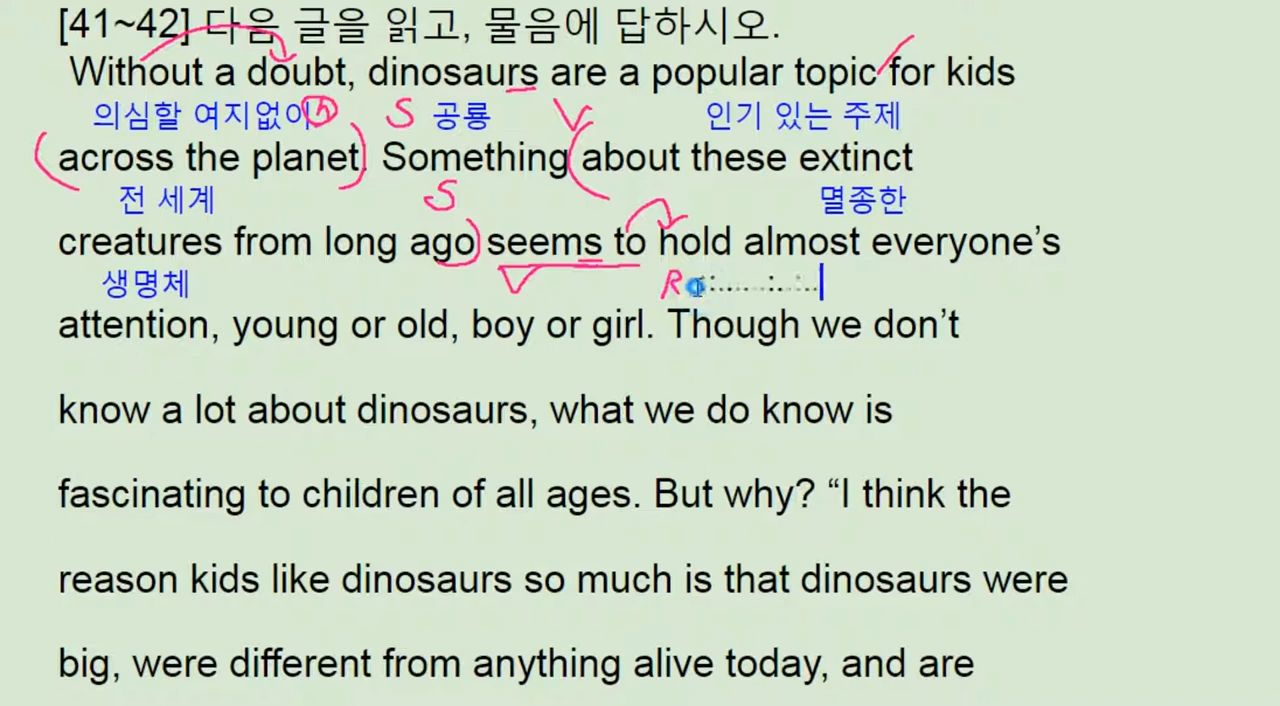 [41~42] 다음 글을 읽고, 물음에 답하시오.
Without a doubt, dinosaurs are a popular topic for kids
의심할 여지없이 h S 공룡 V 인기 있는 주제
across the planet. Something about these extinct
전 세계 S 멸종한
creatures from long ago seems to hold almost everyone's
생명체 V R
attention, young or old, boy or girl. Though we don't
know a lot about dinosaurs, what we do know is
fascinating to children of all ages. But why? “I think the
reason kids like dinosaurs so much is that dinosaurs were
big, were different from anything alive today, and are